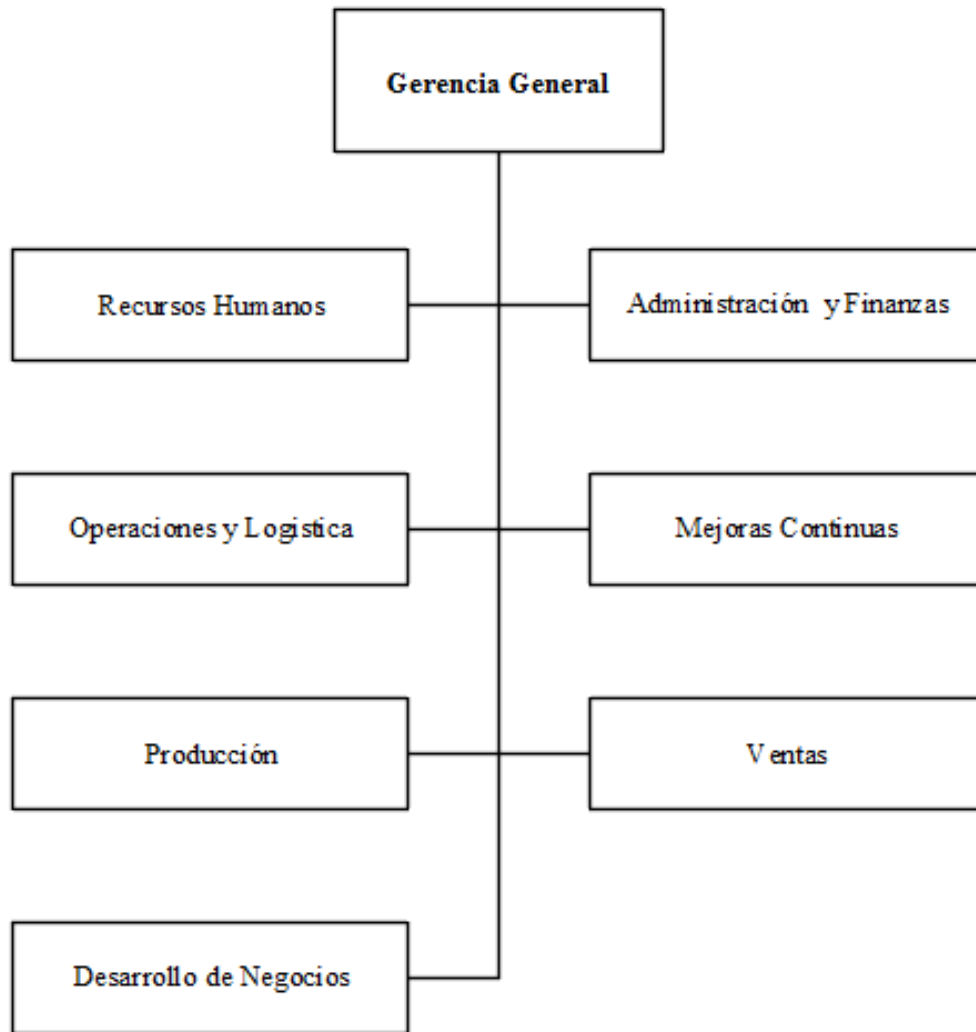 Gerencia General
Recursos Humanos
Administración y Finanzas
Operaciones y Logistica
Mejoras Continuas
Producción
Ventas
Desarrollo de Negocios